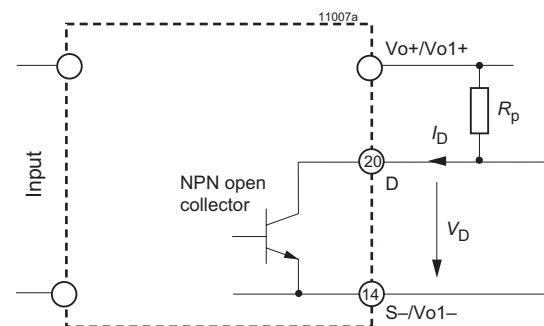 11007a
Vo+/Vo1+
Rp
ID
20
D
NPN open
collector
Input
VD
14
S–/Vo1–